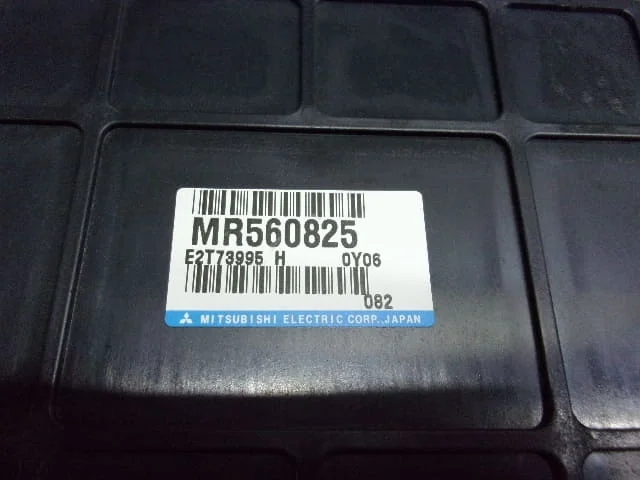 MR560825
E2T73995 H 0Y06
082
MITSUBISHI ELECTRIC CORP. JAPAN